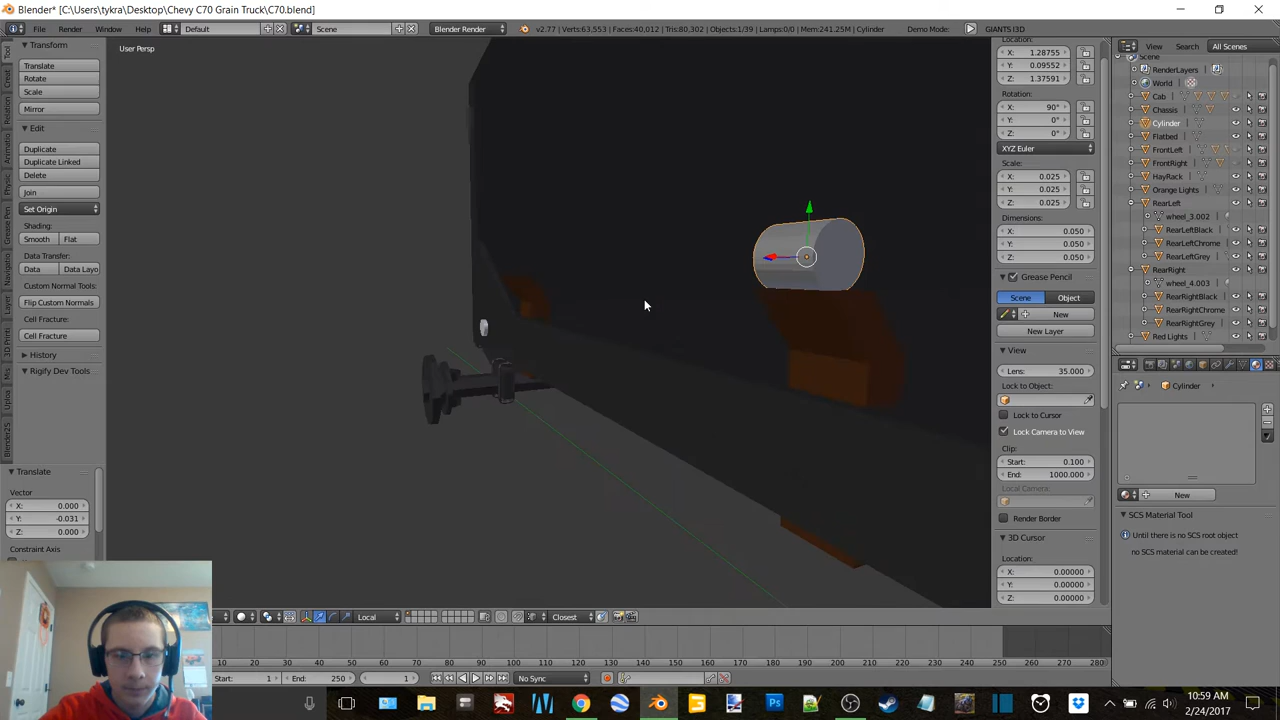 Blender* [C:\Users\tykra\Desktop\Chevy C70 Grain Truck\C70.blend]
File Render Window Help Default Scene Blender Render v2.77 | Verts:63,553 | Faces:40,012 | Tris:80,302 | Objects:1/39 | Lamps:0/0 | Mem:241.25M | Cylinder Demo Mode: GIANTS I3D View Search All Scenes
Transform
Translate
Rotate
Scale
Mirror
Edit
Duplicate
Duplicate Linked
Delete
Join
Set Origin
Shading:
Smooth Flat
Data Transfer:
Data Data Layo
Custom Normal Tools:
Flip Custom Normals
Cell Fracture:
Cell Fracture
History
Rigify Dev Tools
Translate
Vector
X: 0.000
Y: -0.031
Z: 0.000
Constraint Axis
User Persp
Location:
X: 1.28755
Y: 0.09552
Z: 1.37591
Rotation:
X: 90°
Y: 0°
Z: 0°
XYZ Euler
Scale:
X: 0.025
Y: 0.025
Z: 0.025
Dimensions:
X: 0.050
Y: 0.050
Z: 0.050
Grease Pencil
Scene Object
New
New Layer
View
Lens: 35.000
Lock to Object:
Lock to Cursor
Lock Camera to View
Clip:
Start: 0.100
End: 1000.000
Local Camera:
Render Border
3D Cursor
Location:
X: 0.00000
Y: 0.00000
Z: 0.00000
Scene
RenderLayers
World
Cab
Chassis
Cylinder
Flatbed
FrontLeft
FrontRight
HayRack
Orange Lights
RearLeft
wheel_3.002
RearLeftBlack
RearLeftChrome
RearLeftGrey
RearRight
wheel_4.003
RearRightBlack
RearRightChrome
RearRightGrey
Red Lights
Cylinder
New
SCS Material Tool
Until there is no SCS root object
no SCS material can be created!
Local Closest
10 20 30 40 50 60 70 80 90 100 110 120 130 140 150 160 170 180 190 200 210 220 230 240 250 260 270 280
Start: 1 End: 250 1 No Sync
10:59 AM
2/24/2017